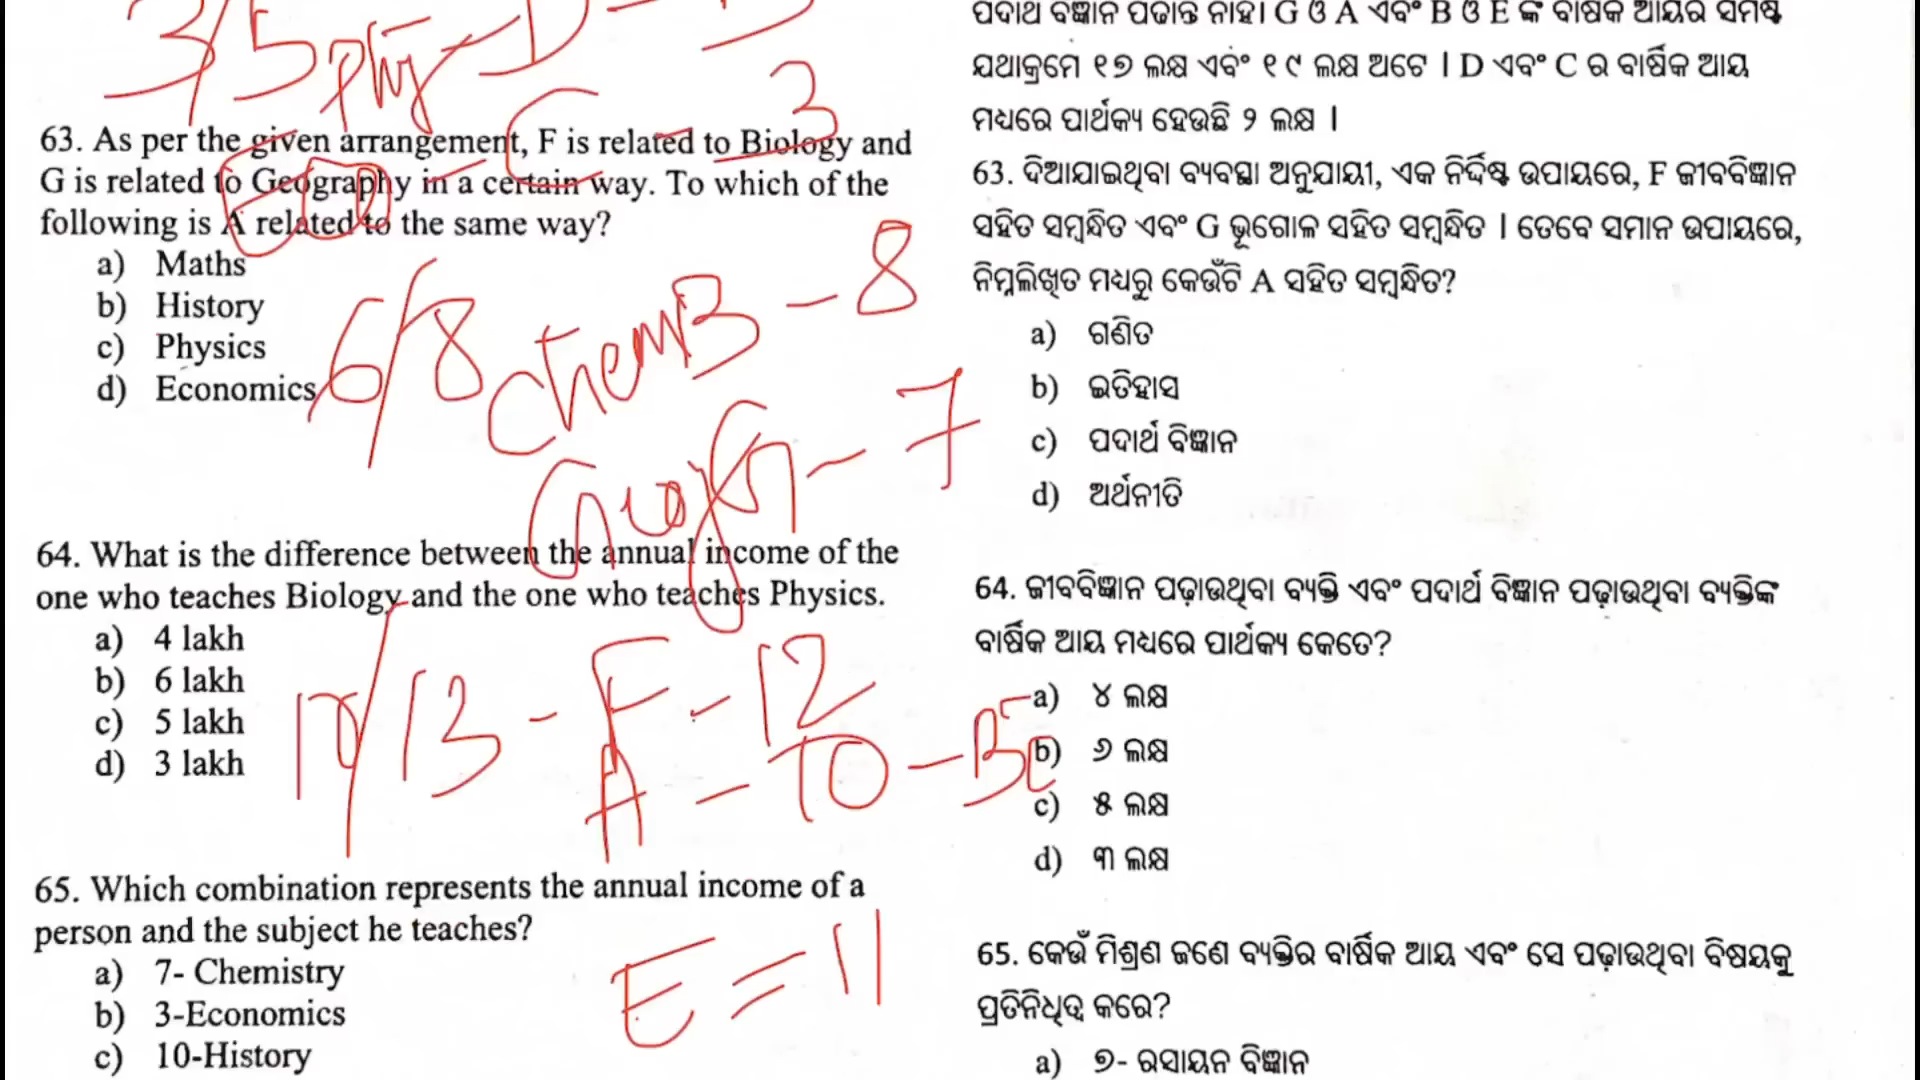 63. As per the given arrangement, F is related to Biology and
G is related to Geography in a certain way. To which of the
following is A related to the same way?
a) Maths
b) History
c) Physics
d) Economics
64. What is the difference between the annual income of the
one who teaches Biology and the one who teaches Physics.
a) 4 lakh
b) 6 lakh
c) 5 lakh
d) 3 lakh
65. Which combination represents the annual income of a
person and the subject he teaches?
a) 7- Chemistry
b) 3-Economics
c) 10-History
ପଦାର୍ଥ ବିଜ୍ଞାନ ପଢାନ୍ତି ନାହିଁ। G ଓ A ଏବଂ B ଓ E ଙ୍କ ବାର୍ଷିକ ଆୟର ସମଷ୍ଟି
ଯଥାକ୍ରମେ ୧୭ ଲକ୍ଷ ଏବଂ ୧୯ ଲକ୍ଷ ଅଟେ । D ଏବଂ C ର ବାର୍ଷିକ ଆୟ
ମଧ୍ୟରେ ପାର୍ଥକ୍ୟ ହେଉଛି ୨ ଲକ୍ଷ ।
63. ଦିଆଯାଇଥିବା ବ୍ୟବସ୍ଥା ଅନୁଯାୟୀ, ଏକ ନିର୍ଦ୍ଦିଷ୍ଟ ଉପାୟରେ, F ଜୀବବିଜ୍ଞାନ
ସହିତ ସମ୍ବନ୍ଧିତ ଏବଂ G ଭୂଗୋଳ ସହିତ ସମ୍ବନ୍ଧିତ । ତେବେ ସମାନ ଉପାୟରେ,
ନିମ୍ନଲିଖିତ ମଧ୍ୟରୁ କେଉଁଟି A ସହିତ ସମ୍ବନ୍ଧିତ?
a) ଗଣିତ
b) ଇତିହାସ
c) ପଦାର୍ଥ ବିଜ୍ଞାନ
d) ଅର୍ଥନୀତି
64. ଜୀବବିଜ୍ଞାନ ପଢ଼ାଉଥିବା ବ୍ୟକ୍ତି ଏବଂ ପଦାର୍ଥ ବିଜ୍ଞାନ ପଢ଼ାଉଥିବା ବ୍ୟକ୍ତିଙ୍କ
ବାର୍ଷିକ ଆୟ ମଧ୍ୟରେ ପାର୍ଥକ୍ୟ କେତେ?
a) ୪ ଲକ୍ଷ
b) ୬ ଲକ୍ଷ
c) ୫ ଲକ୍ଷ
d) ୩ ଲକ୍ଷ
65. କେଉଁ ମିଶ୍ରଣ ଜଣେ ବ୍ୟକ୍ତିର ବାର୍ଷିକ ଆୟ ଏବଂ ସେ ପଢ଼ାଉଥିବା ବିଷୟକୁ
ପ୍ରତିନିଧିତ୍ୱ କରେ?
a) ୭- ରସାୟନ ବିଜ୍ଞାନ
3/5 phy - D -
Eco - C - 3
6/8 Chem B - 8
Geo G - 7
10/13 - F = 12
A = 10 -
E = 11